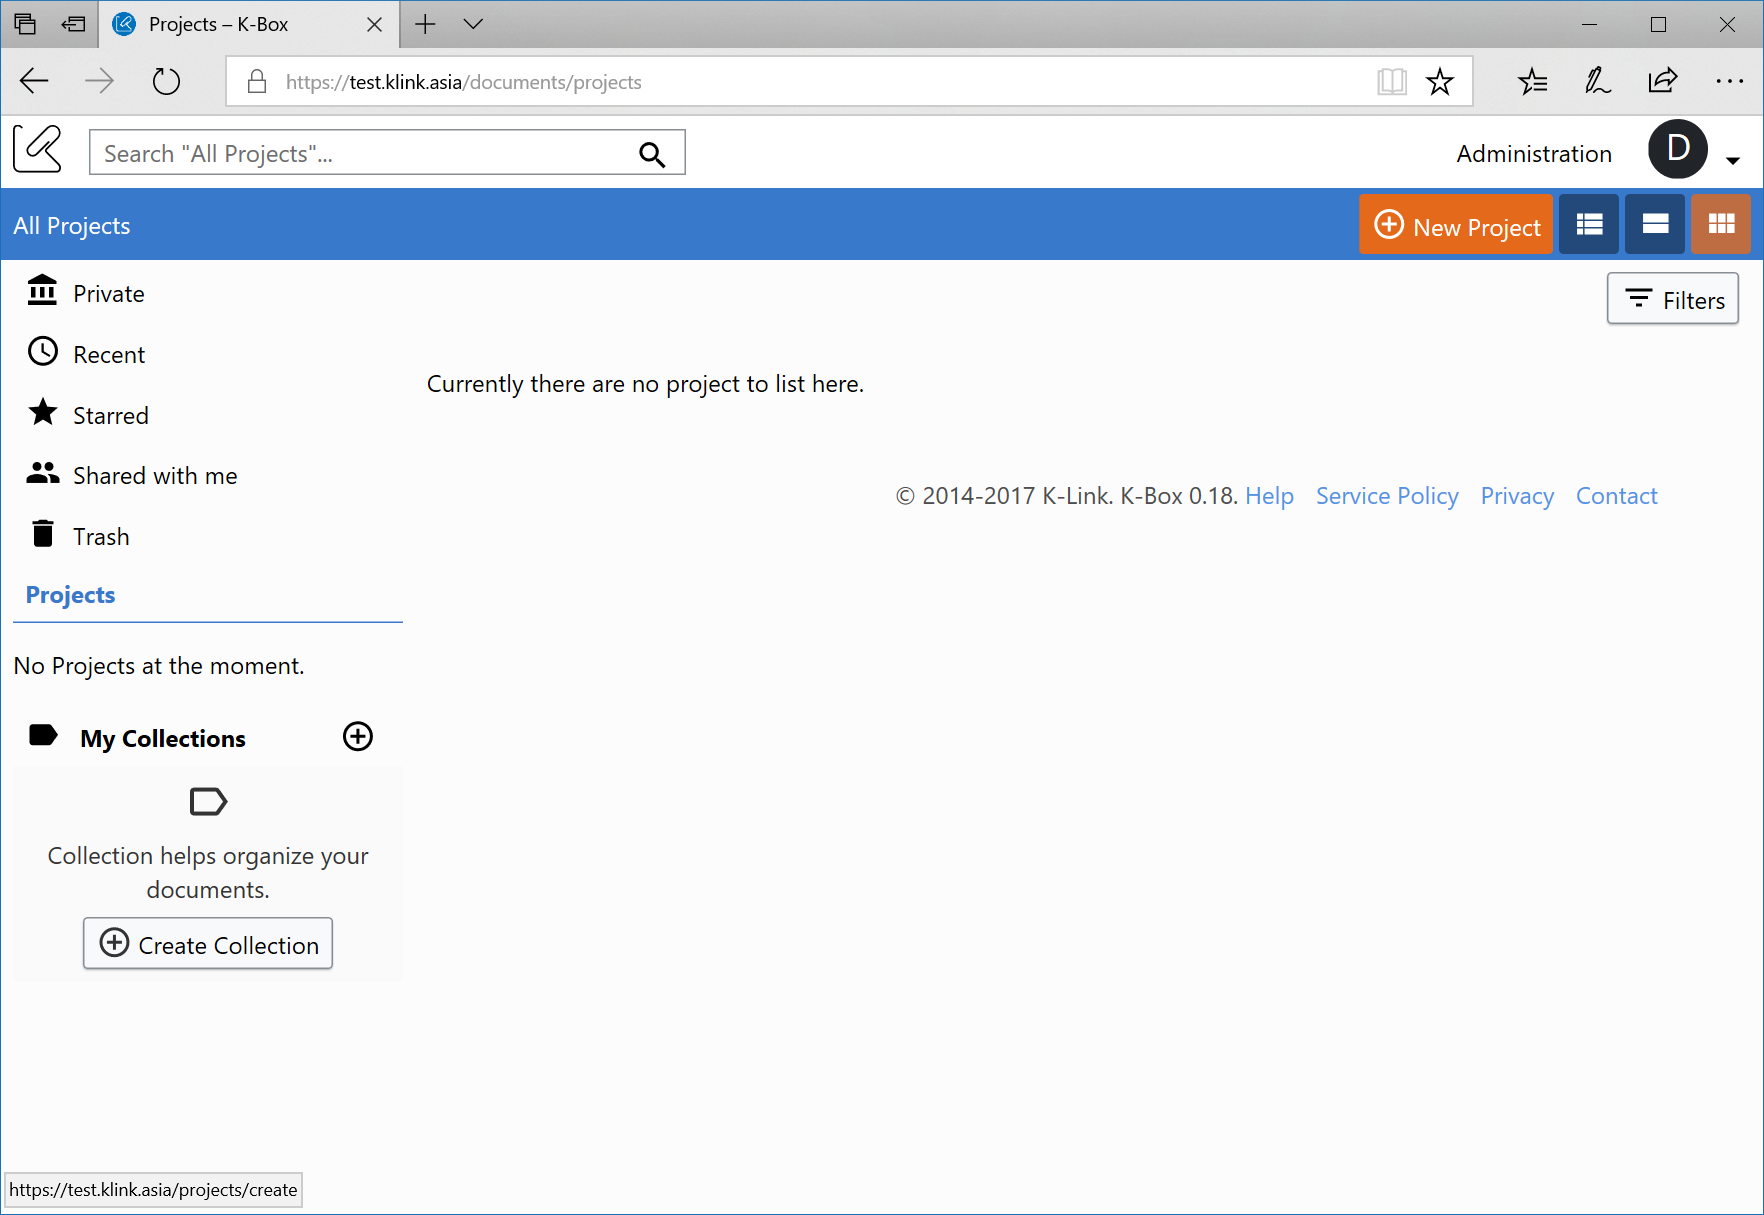 Projects – K-Box
https://test.klink.asia/documents/projects
Search "All Projects"...
Administration
D
All Projects
New Project
Private
Filters
Recent
Currently there are no project to list here.
Starred
Shared with me
© 2014-2017 K-Link. K-Box 0.18. Help Service Policy Privacy Contact
Trash
Projects
No Projects at the moment.
My Collections
Collection helps organize your
documents.
Create Collection
https://test.klink.asia/projects/create